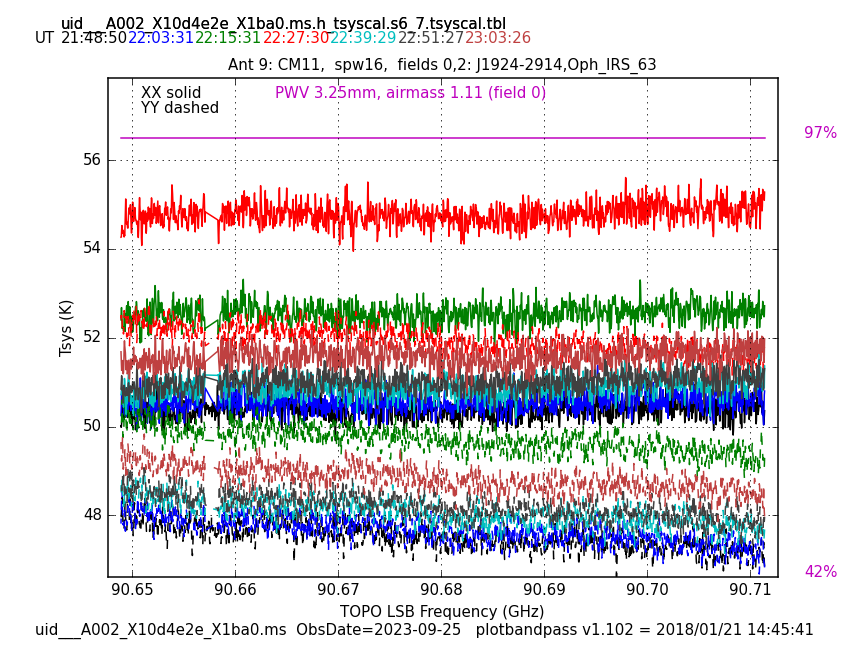 uid___A002_X10d4e2e_X1ba0.ms.h_tsyscal.s6_7.tsyscal.tbl
UT 21:48:50 22:03:31 22:15:31 22:27:30 22:39:29 22:51:27 23:03:26
Ant 9: CM11,  spw16,  fields 0,2: J1924-2914,Oph_IRS_63
XX solid PWV 3.25mm, airmass 1.11 (field 0)
YY dashed
97%
56
54
52
50
48
Tsys (K)
42%
90.65 90.66 90.67 90.68 90.69 90.70 90.71
TOPO LSB Frequency (GHz)
uid___A002_X10d4e2e_X1ba0.ms  ObsDate=2023-09-25   plotbandpass v1.102 = 2018/01/21 14:45:41